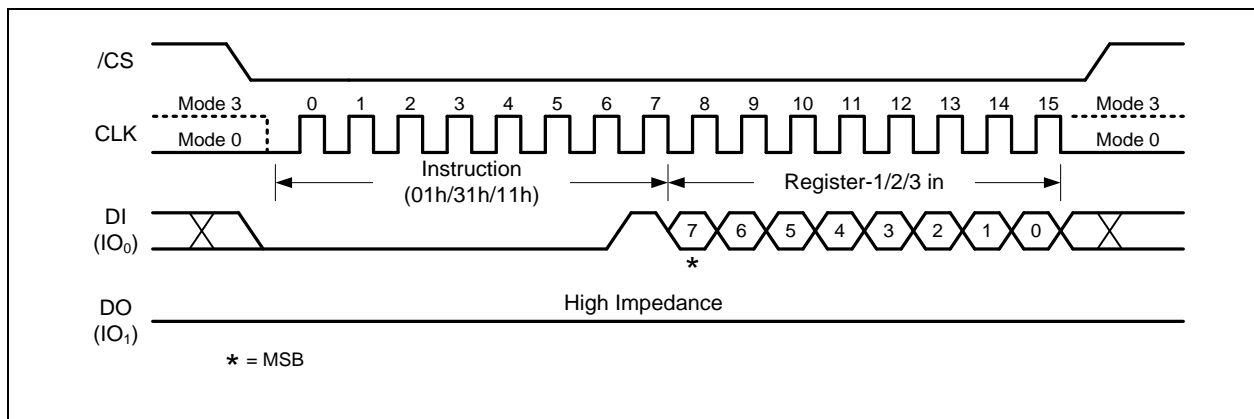 /CS
Mode 3 0 1 2 3 4 5 6 7 8 9 10 11 12 13 14 15 Mode 3
CLK
Mode 0 Mode 0
Instruction
(01h/31h/11h)
Register-1/2/3 in
DI
(IO₀)
7 6 5 4 3 2 1 0
*
High Impedance
DO
(IO₁)
* = MSB